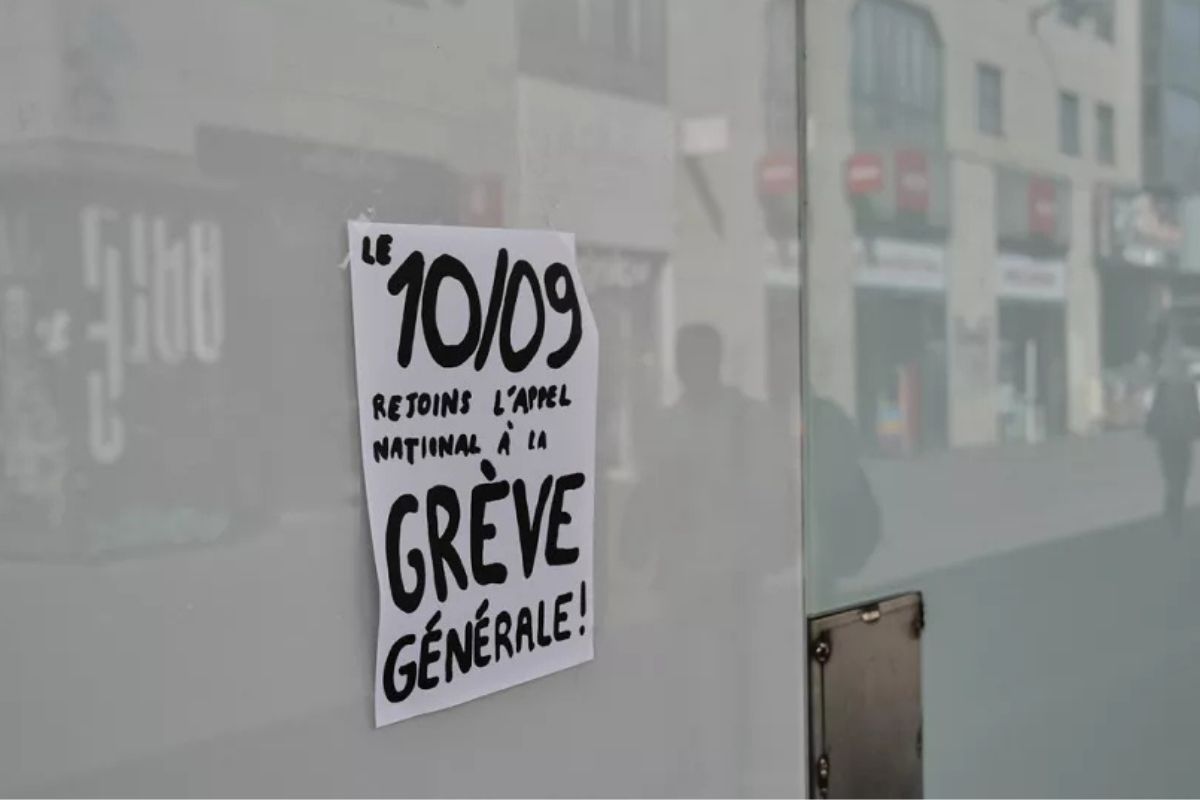 LE
10/09
REJOINS L'APPEL
NATIONAL À LA
GRÈVE
GÉNÉRALE!